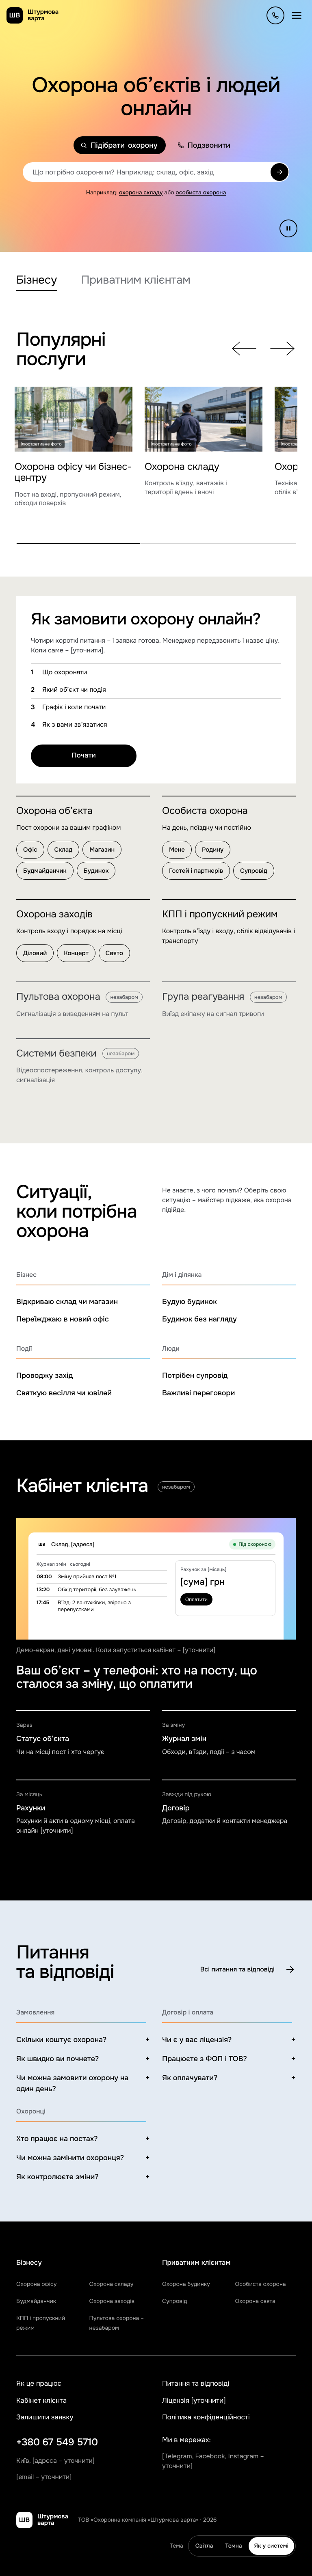 ШВ Штурмова
варта
Охорона об’єктів і людей
онлайн
Підібрати охорону
Подзвонити
Що потрібно охороняти? Наприклад: склад, офіс, захід
Наприклад: охорона складу або особиста охорона
Бізнесу
Приватним клієнтам
Популярні
послуги
Ілюстративне фото
Ілюстративне фото
Охорона офісу чи бізнес-
центру
Пост на вході, пропускний режим,
обходи поверхів
Охорона складу
Контроль в’їзду, вантажів і
території вдень і вночі
Як замовити охорону онлайн?
Чотири короткі питання – і заявка готова. Менеджер передзвонить і назве ціну.
Коли саме – [уточнити].
1 Що охороняти
2 Який об’єкт чи подія
3 Графік і коли почати
4 Як з вами зв’язатися
Почати
Охорона об’єкта
Пост охорони за вашим графіком
Офіс
Склад
Магазин
Будмайданчик
Будинок
Особиста охорона
На день, поїздку чи постійно
Мене
Родину
Гостей і партнерів
Супровід
Охорона заходів
Контроль входу і порядок на місці
Діловий
Концерт
Свято
КПП і пропускний режим
Контроль в’їзду і входу, облік відвідувачів і
транспорту
Пультова охорона незабаром
Сигналізація з виведенням на пульт
Група реагування незабаром
Виїзд екіпажу на сигнал тривоги
Системи безпеки незабаром
Відеоспостереження, контроль доступу,
сигналізація
Ситуації,
коли потрібна
охорона
Не знаєте, з чого почати? Оберіть свою
ситуацію – майстер підкаже, яка охорона
підійде.
Бізнес
Відкриваю склад чи магазин
Переїжджаю в новий офіс
Дім і ділянка
Будую будинок
Будинок без нагляду
Події
Проводжу захід
Святкую весілля чи ювілей
Люди
Потрібен супровід
Важливі переговори
Кабінет клієнта незабаром
ШВ Склад, [адреса]
Під охороною
Журнал змін · сьогодні
08:00 Зміну прийняв пост №1
13:20 Обхід території, без зауважень
17:45 В’їзд: 2 вантажівки, звірено з
перепустками
Рахунок за [місяць]
[сума] грн
Оплатити
Демо-екран, дані умовні. Коли запуститься кабінет – [уточнити]
Ваш об’єкт – у телефоні: хто на посту, що
сталося за зміну, що оплатити
Зараз
Статус об’єкта
Чи на місці пост і хто чергує
За зміну
Журнал змін
Обходи, в’їзди, події – з часом
За місяць
Рахунки
Рахунки й акти в одному місці, оплата
онлайн [уточнити]
Завжди під рукою
Договір
Договір, додатки й контакти менеджера
Питання
та відповіді
Всі питання та відповіді
Замовлення
Скільки коштує охорона? +
Як швидко ви почнете? +
Чи можна замовити охорону на
один день? +
Договір і оплата
Чи є у вас ліцензія? +
Працюєте з ФОП і ТОВ? +
Як оплачувати? +
Охоронці
Хто працює на постах? +
Чи можна замінити охоронця? +
Як контролюєте зміни? +
Бізнесу
Охорона офісу
Охорона складу
Будмайданчик
Охорона заходів
КПП і пропускний
режим
Пультова охорона –
незабаром
Приватним клієнтам
Охорона будинку
Особиста охорона
Супровід
Охорона свята
Як це працює
Кабінет клієнта
Залишити заявку
Питання та відповіді
Ліцензія [уточнити]
Політика конфіденційності
+380 67 549 5710
Київ, [адреса – уточнити]
[email – уточнити]
Ми в мережах:
[Telegram, Facebook, Instagram –
уточнити]
ШВ Штурмова
варта
ТОВ «Охоронна компанія «Штурмова варта» · 2026
Тема Світла Темна Як у системі